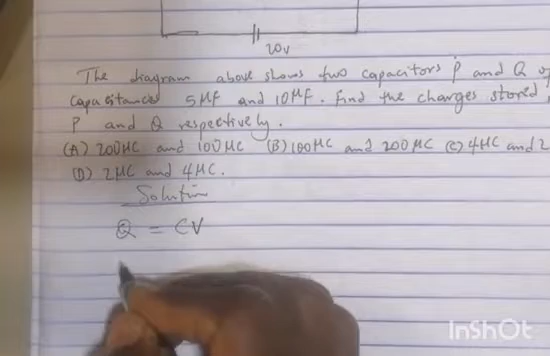 20V
The diagram above shows two capacitors P and Q of
capacitances 5μF and 10μF. Find the charges stored
P and Q respectively.
(A) 200μC and 100μC (B) 100μC and 200μC (C) 4μC and 2
(D) 2μC and 4μC.
Solution
Q = CV
InShOt